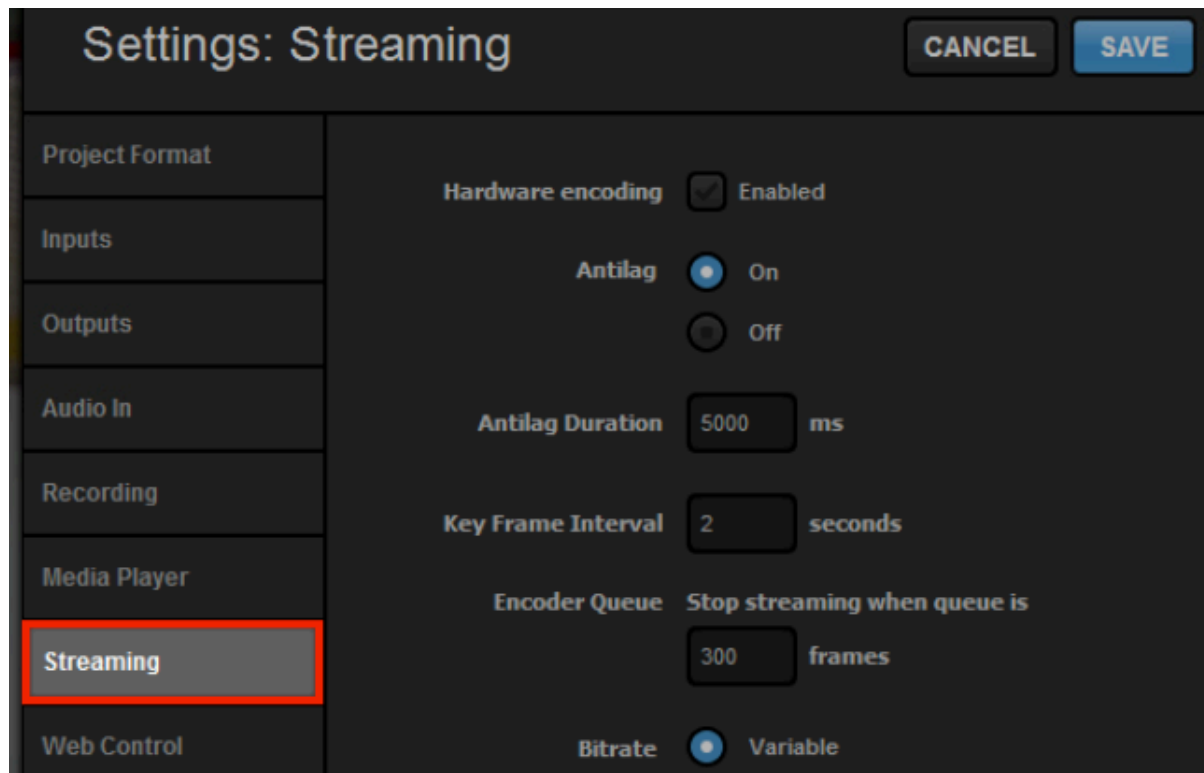 Settings: Streaming
CANCEL
SAVE
Project Format
Inputs
Outputs
Audio In
Recording
Media Player
Streaming
Web Control
Hardware encoding Enabled
Antilag On
Off
Antilag Duration 5000 ms
Key Frame Interval 2 seconds
Encoder Queue Stop streaming when queue is
300 frames
Bitrate Variable